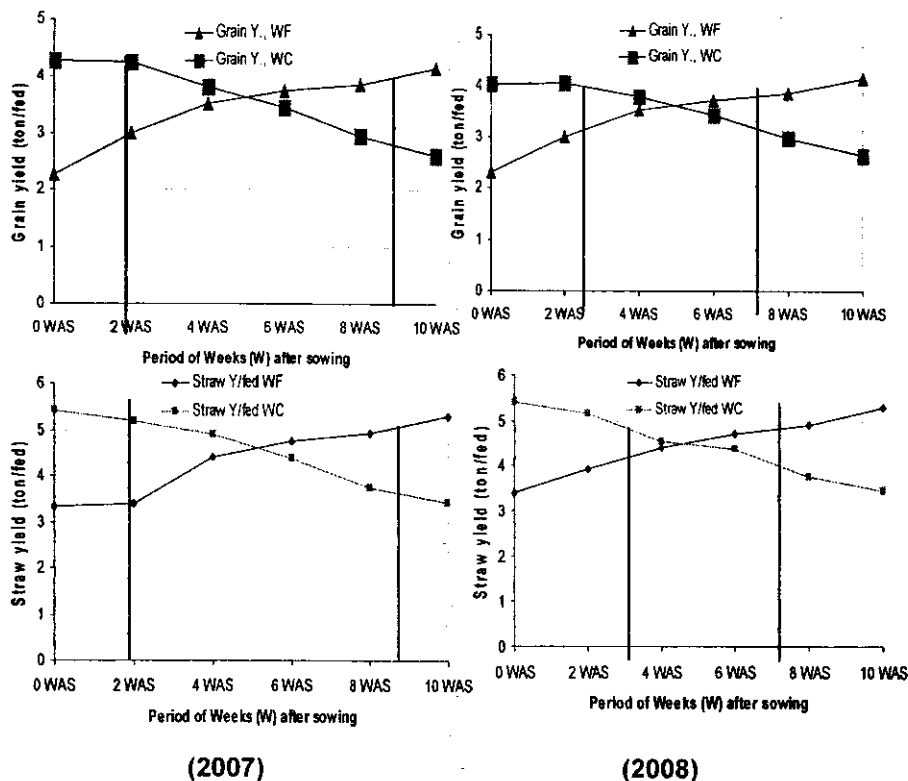 Grain Y., WF
Grain Y., WC
Grain yield (ton/fed)
5
4
3
2
1
0
0 WAS 2 WAS 4 WAS 6 WAS 8 WAS 10 WAS
Period of Weeks (W) after sowing
Grain Y., WF
Grain Y., WC
Grain yield (ton/fed)
5
4
3
2
1
0
0 WAS 2 WAS 4 WAS 6 WAS 8 WAS 10 WAS
Period of Weeks (W) after sowing
Straw Y/fed WF
Straw Y/fed WC
Straw yield (ton/fed)
6
5
4
3
2
1
0
0 WAS 2 WAS 4 WAS 6 WAS 8 WAS 10 WAS
Period of Weeks (W) after sowing
Straw Y/fed WF
Straw Y/fed WC
Straw yield (ton/fed)
6
5
4
3
2
1
0
0 WAS 2 WAS 4 WAS 6 WAS 8 WAS 10 WAS
Period of Weeks (W) after sowing
(2007)
(2008)